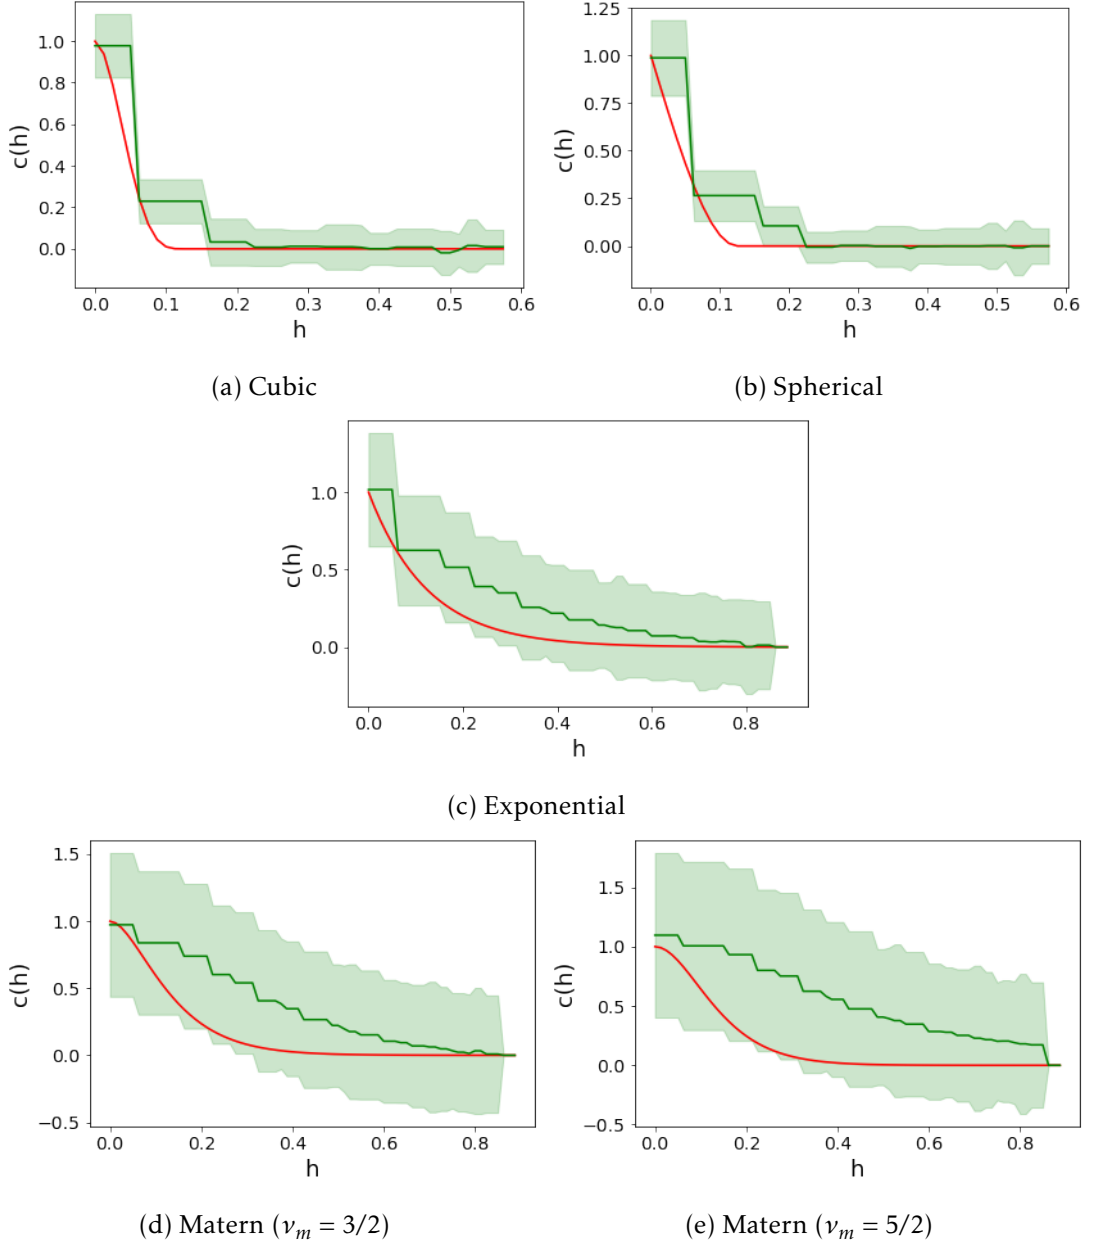 1.0
0.8
0.6
0.4
0.2
0.0
c(h)
0.0 0.1 0.2 0.3 0.4 0.5 0.6
h
(a) Cubic
1.25
1.00
0.75
0.50
0.25
0.00
c(h)
0.0 0.1 0.2 0.3 0.4 0.5 0.6
h
(b) Spherical
1.0
0.5
0.0
c(h)
0.0 0.2 0.4 0.6 0.8
h
(c) Exponential
1.5
1.0
0.5
0.0
−0.5
c(h)
0.0 0.2 0.4 0.6 0.8
h
(d) Matern (νₘ = 3/2)
1.5
1.0
0.5
0.0
−0.5
c(h)
0.0 0.2 0.4 0.6 0.8
h
(e) Matern (νₘ = 5/2)